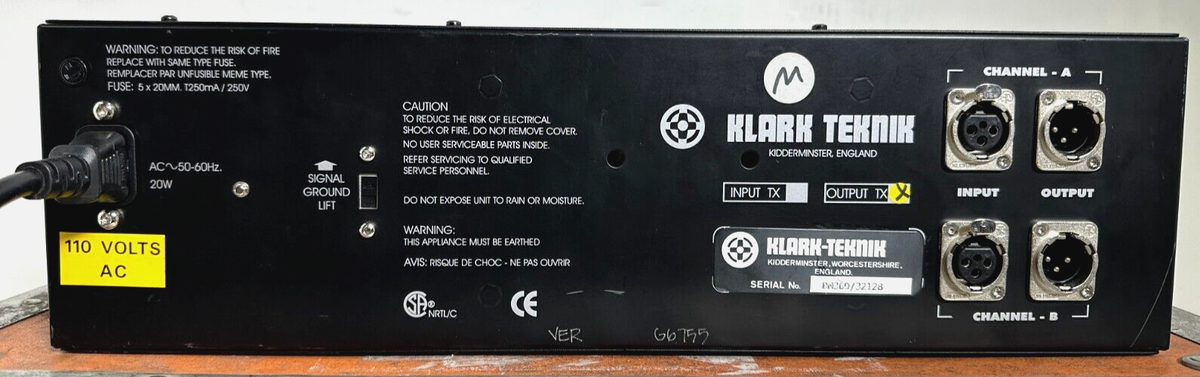 WARNING: TO REDUCE THE RISK OF FIRE
REPLACE WITH SAME TYPE FUSE.
REMPLACER PAR UNFUSIBLE MEME TYPE.
FUSE: 5 x 20MM. T250mA / 250V
AC∿50-60Hz.
20W
110 VOLTS
AC
SIGNAL
GROUND
LIFT
CAUTION
TO REDUCE THE RISK OF ELECTRICAL
SHOCK OR FIRE, DO NOT REMOVE COVER.
NO USER SERVICEABLE PARTS INSIDE.
REFER SERVICING TO QUALIFIED
SERVICE PERSONNEL.
DO NOT EXPOSE UNIT TO RAIN OR MOISTURE.
WARNING:
THIS APPLIANCE MUST BE EARTHED
AVIS: RISQUE DE CHOC - NE PAS OUVRIR
SA® NRTL/C
CE
VER G6755
M
KLARK TEKNIK
KIDDERMINSTER, ENGLAND
INPUT TX
OUTPUT TX X
KLARK-TEKNIK
KIDDERMINSTER, WORCESTERSHIRE,
ENGLAND.
SERIAL No.
CHANNEL - A
INPUT OUTPUT
CHANNEL - B